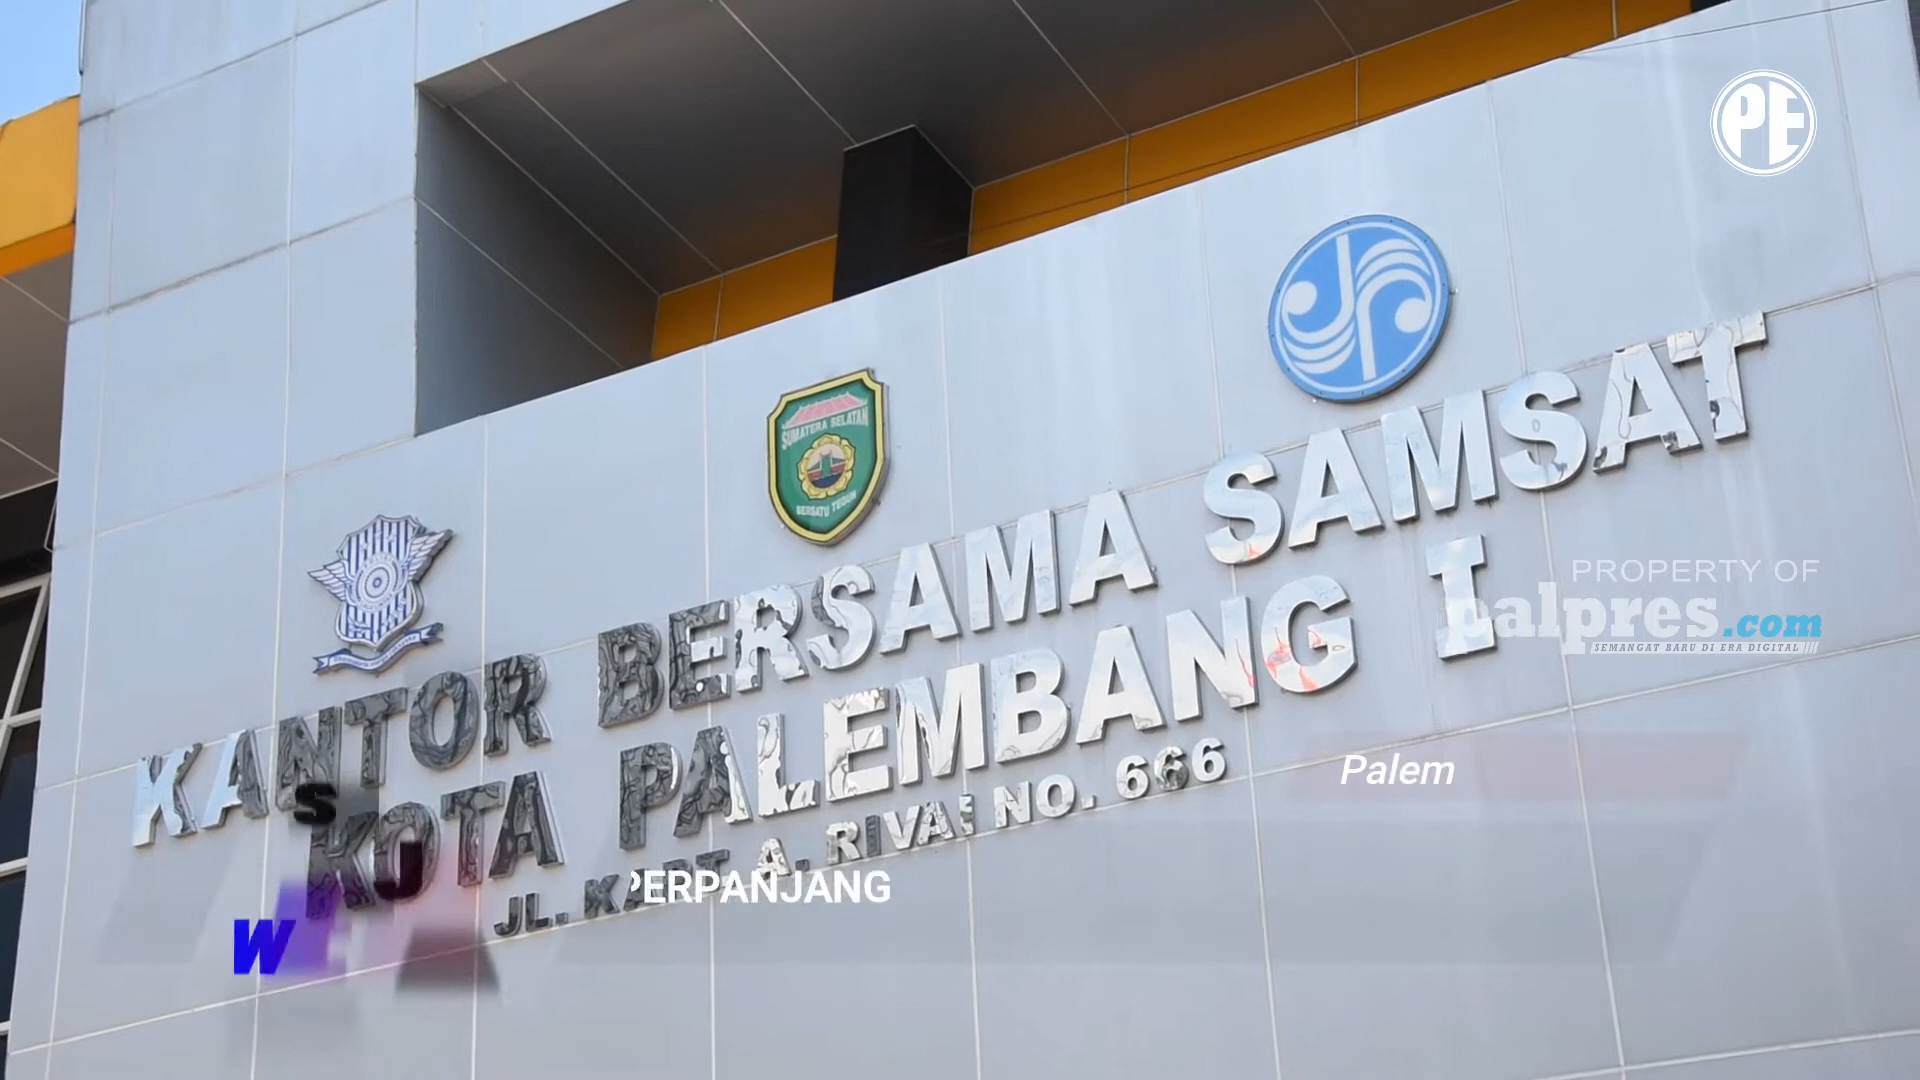 PE
SUMATERA SELATAN
BERSATU TEGUH
KANTOR BERSAMA SAMSAT
KOTA PALEMBANG I
JL. KAPT. A. RIVAI NO. 666
PROPERTY OF
palpres.com
SEMANGAT BARU DI ERA DIGITAL
Palem
PERPANJANG
W